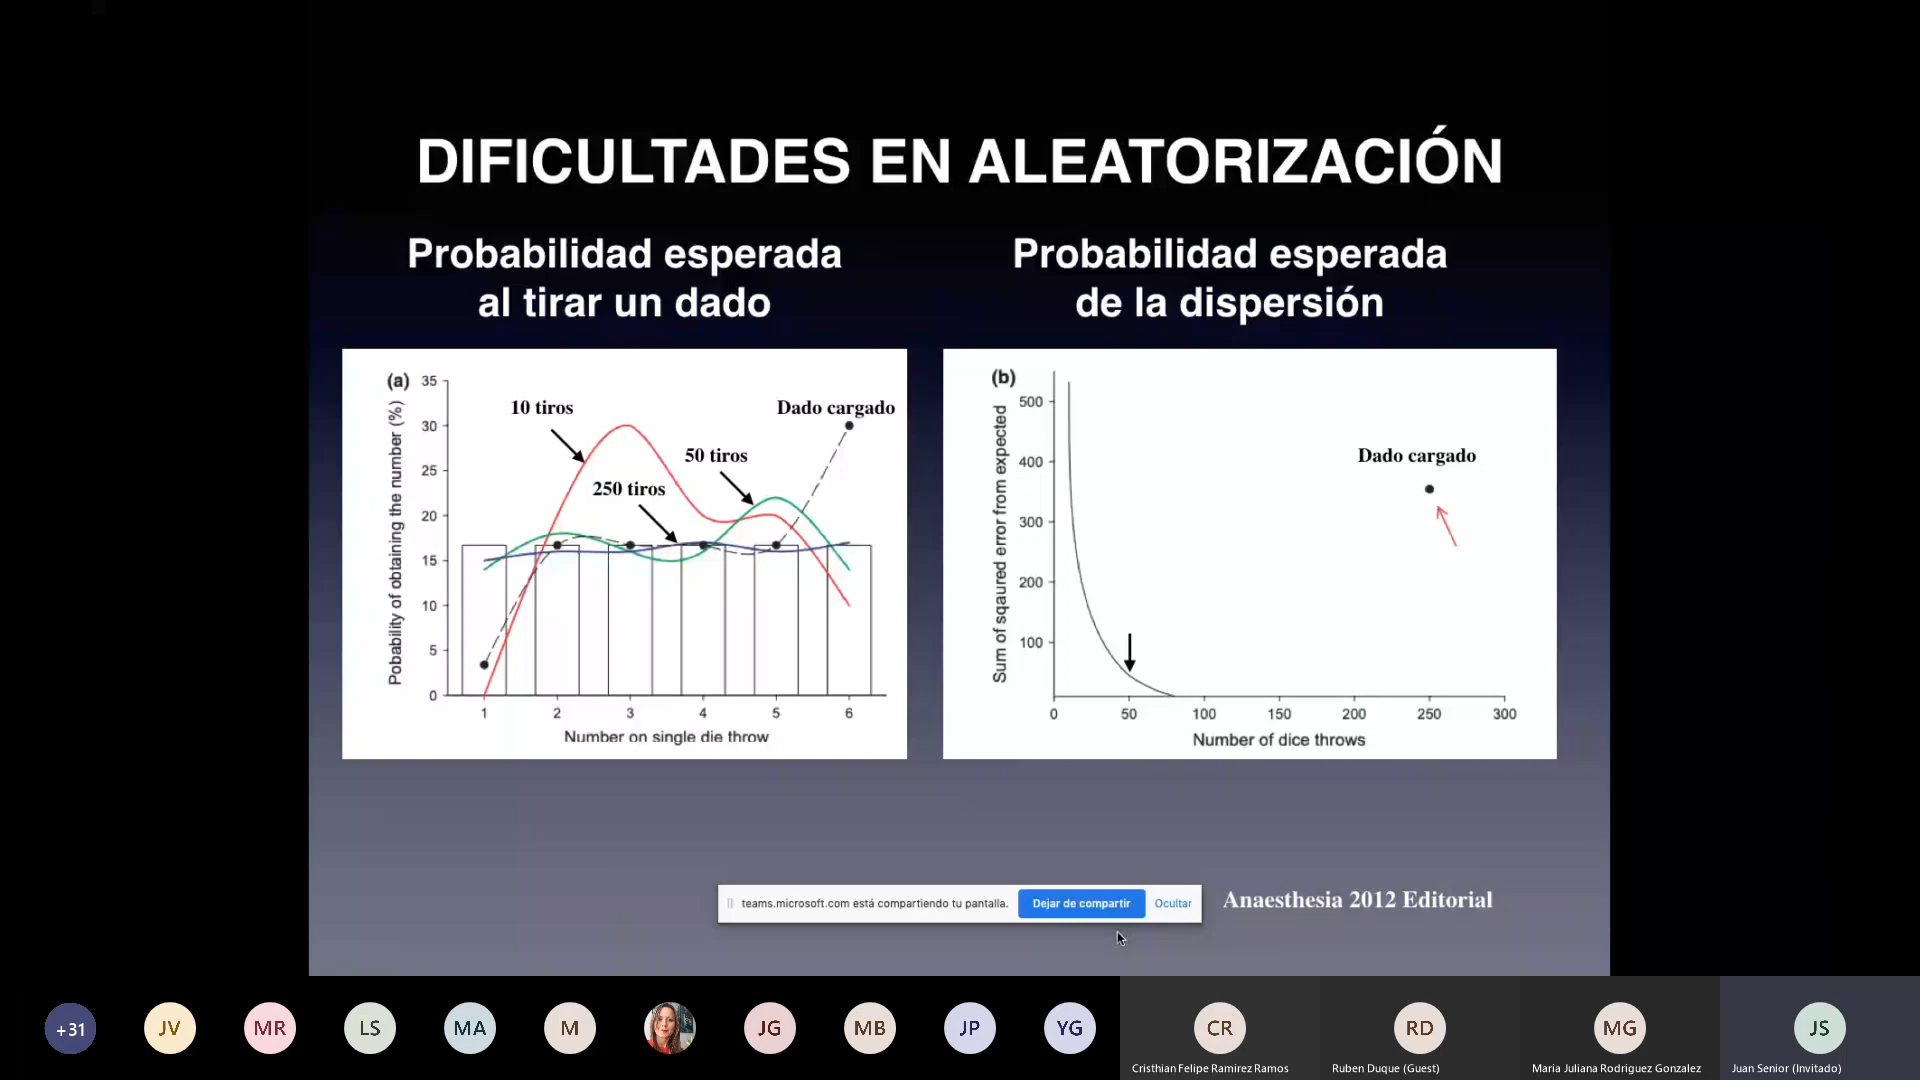 DIFICULTADES EN ALEATORIZACIÓN
Probabilidad esperada
al tirar un dado
Probabilidad esperada
de la dispersión
(a)
Pobability of obtaining the number (%)
35
30
25
20
15
10
5
0
10 tiros
Dado cargado
50 tiros
250 tiros
1 2 3 4 5 6
Number on single die throw
(b)
Sum of sqaured error from expected
500
400
300
200
100
Dado cargado
0 50 100 150 200 250 300
Number of dice throws
teams.microsoft.com está compartiendo tu pantalla. Dejar de compartir Ocultar
Anaesthesia 2012 Editorial
+31 JV MR LS MA M JG MB JP YG CR RD MG JS
Cristhian Felipe Ramirez Ramos
Ruben Duque (Guest)
Maria Juliana Rodriguez Gonzalez
Juan Senior (Invitado)